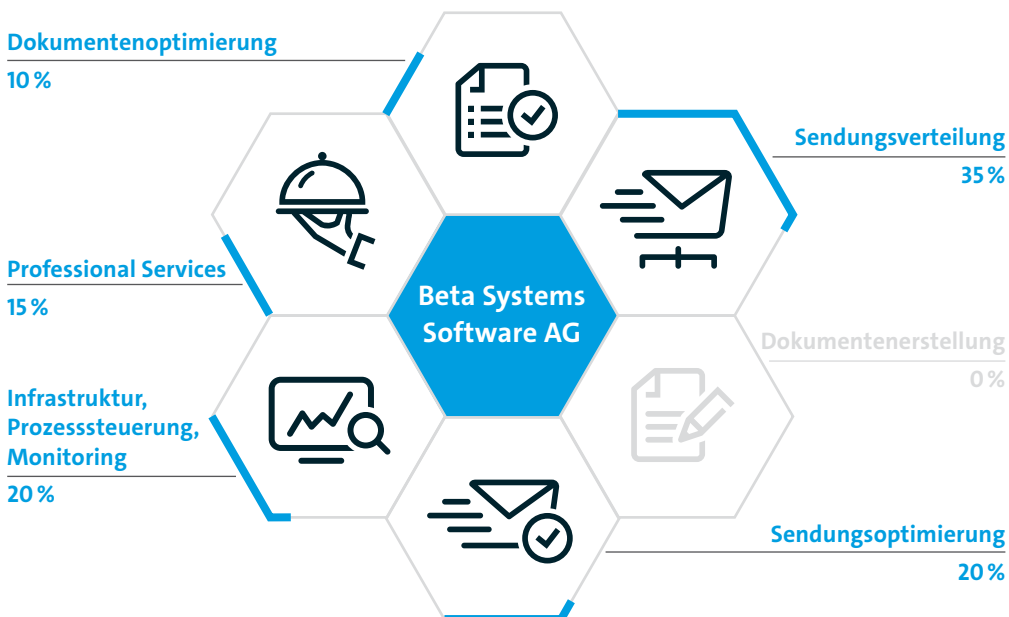 Dokumentenoptimierung
10 %
Sendungsverteilung
35 %
Professional Services
15 %
Beta Systems
Software AG
Dokumentenerstellung
0 %
Infrastruktur,
Prozesssteuerung,
Monitoring
20 %
Sendungsoptimierung
20 %